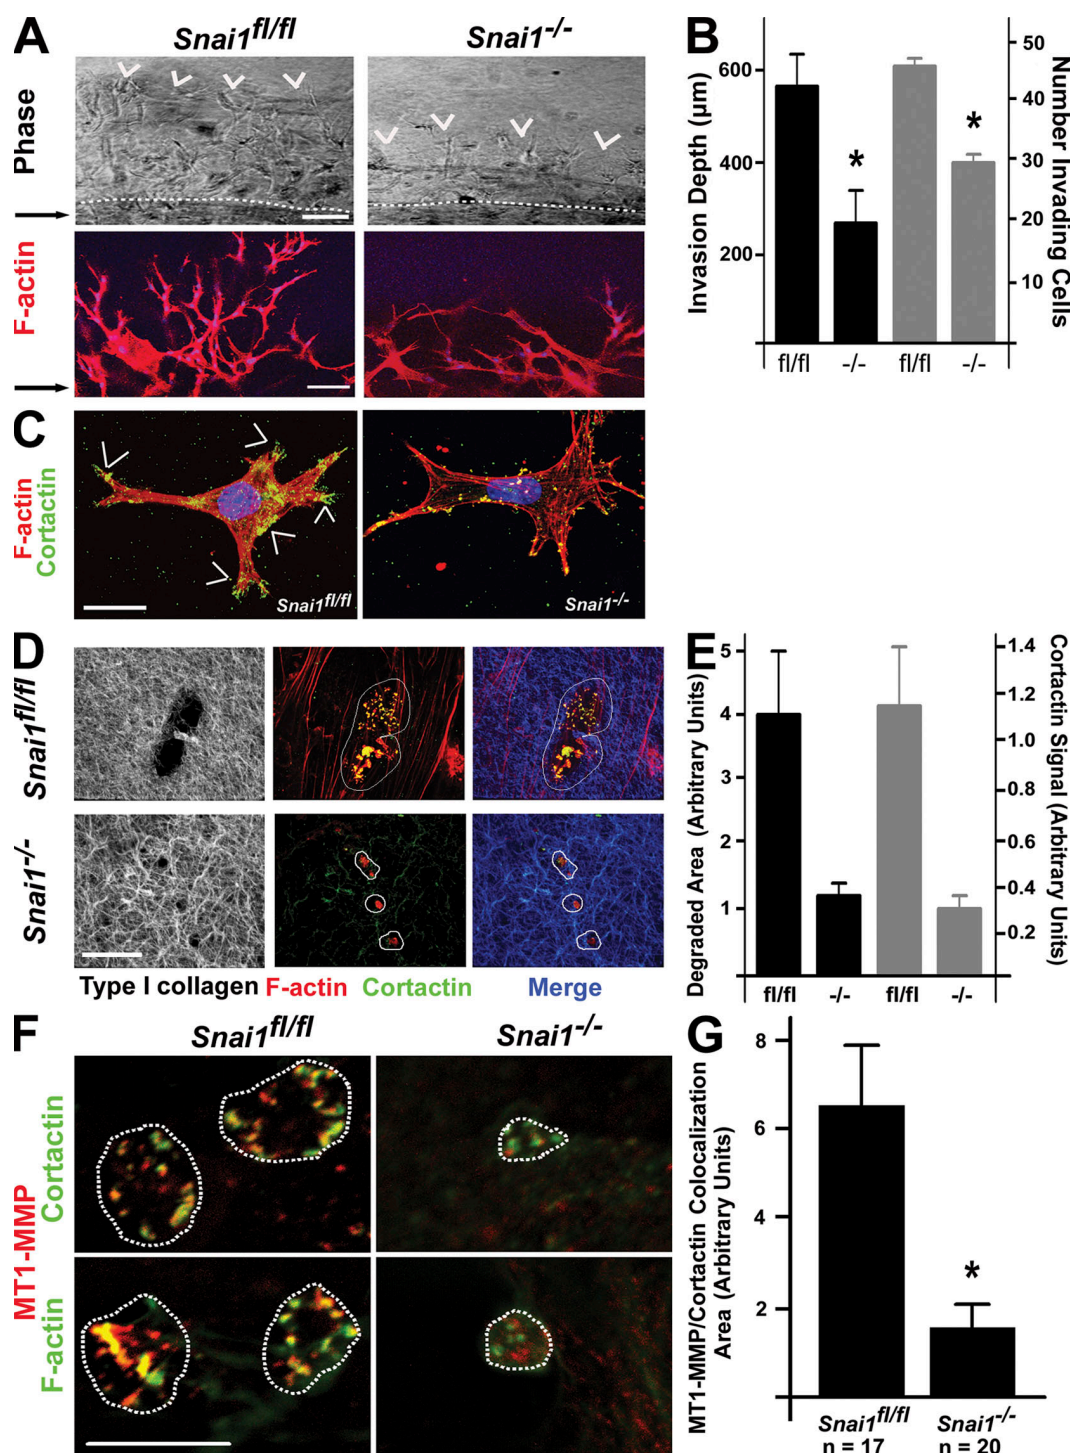 A
Snai1fl/fl
Snai1-/-
Phase
F-actin
B
Invasion Depth (µm)
600
400
200
50
40
30
20
10
Number Invading Cells
*
*
fl/fl
-/-
fl/fl
-/-
C
F-actin
Cortactin
Snai1fl/fl
Snai1-/-
D
Snai1fl/fl
Snai1-/-
Type I collagen
F-actin
Cortactin
Merge
E
Degraded Area (Arbitrary Units)
5
4
3
2
1
1.4
1.2
1.0
0.8
0.6
0.4
0.2
Cortactin Signal (Arbitrary Units)
fl/fl
-/-
fl/fl
-/-
F
Snai1fl/fl
Snai1-/-
MT1-MMP
Cortactin
F-actin
G
MT1-MMP/Cortactin Colocalization
Area (Arbitrary Units)
8
6
4
2
*
Snai1fl/fl
n = 17
Snai1-/-
n = 20